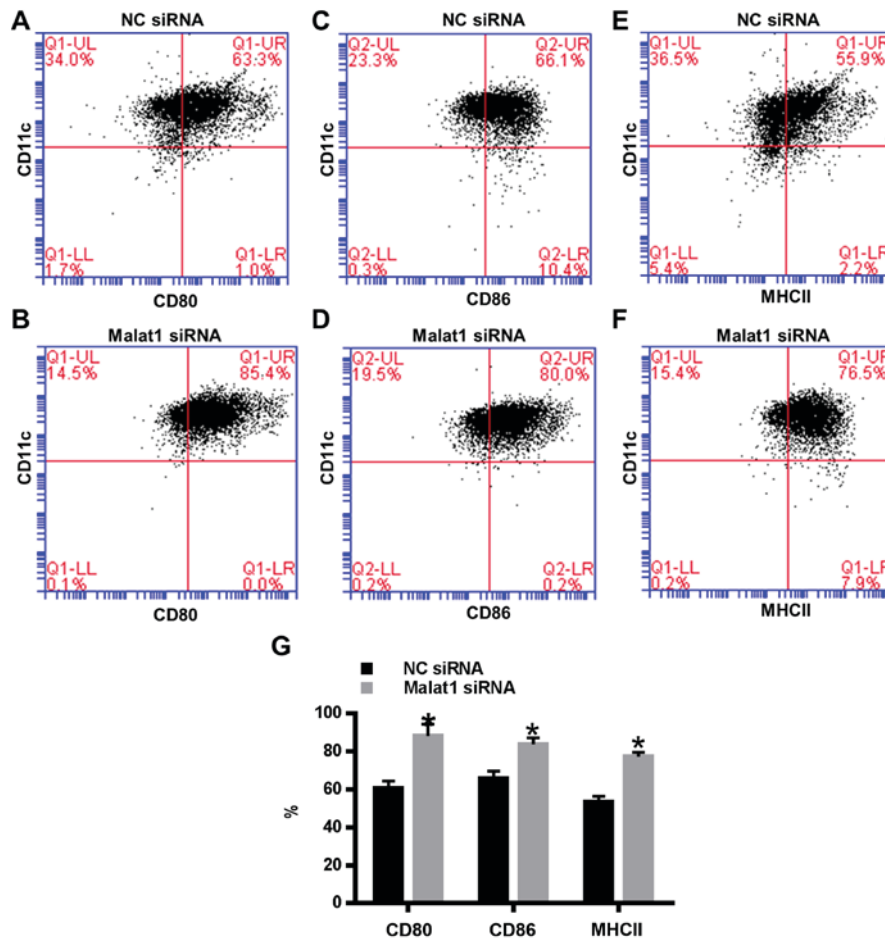 A
NC siRNA
Q1-UL
34.0%
Q1-UR
63.3%
CD11c
Q1-LL
1.7%
Q1-LR
1.0%
CD80
C
NC siRNA
Q2-UL
23.3%
Q2-UR
66.1%
CD11c
Q2-LL
0.3%
Q2-LR
10.4%
CD86
E
NC siRNA
Q1-UL
36.5%
Q1-UR
55.9%
CD11c
Q1-LL
5.4%
Q1-LR
2.2%
MHCII
B
Malat1 siRNA
Q1-UL
14.5%
Q1-UR
85.4%
CD11c
Q1-LL
0.1%
Q1-LR
0.0%
CD80
D
Malat1 siRNA
Q2-UL
19.5%
Q2-UR
80.0%
CD11c
Q2-LL
0.2%
Q2-LR
0.2%
CD86
F
Malat1 siRNA
Q1-UL
15.4%
Q1-UR
76.5%
CD11c
Q1-LL
0.2%
Q1-LR
7.9%
MHCII
G
NC siRNA
Malat1 siRNA
100
80
60
40
20
0
%
* * *
CD80 CD86 MHCII